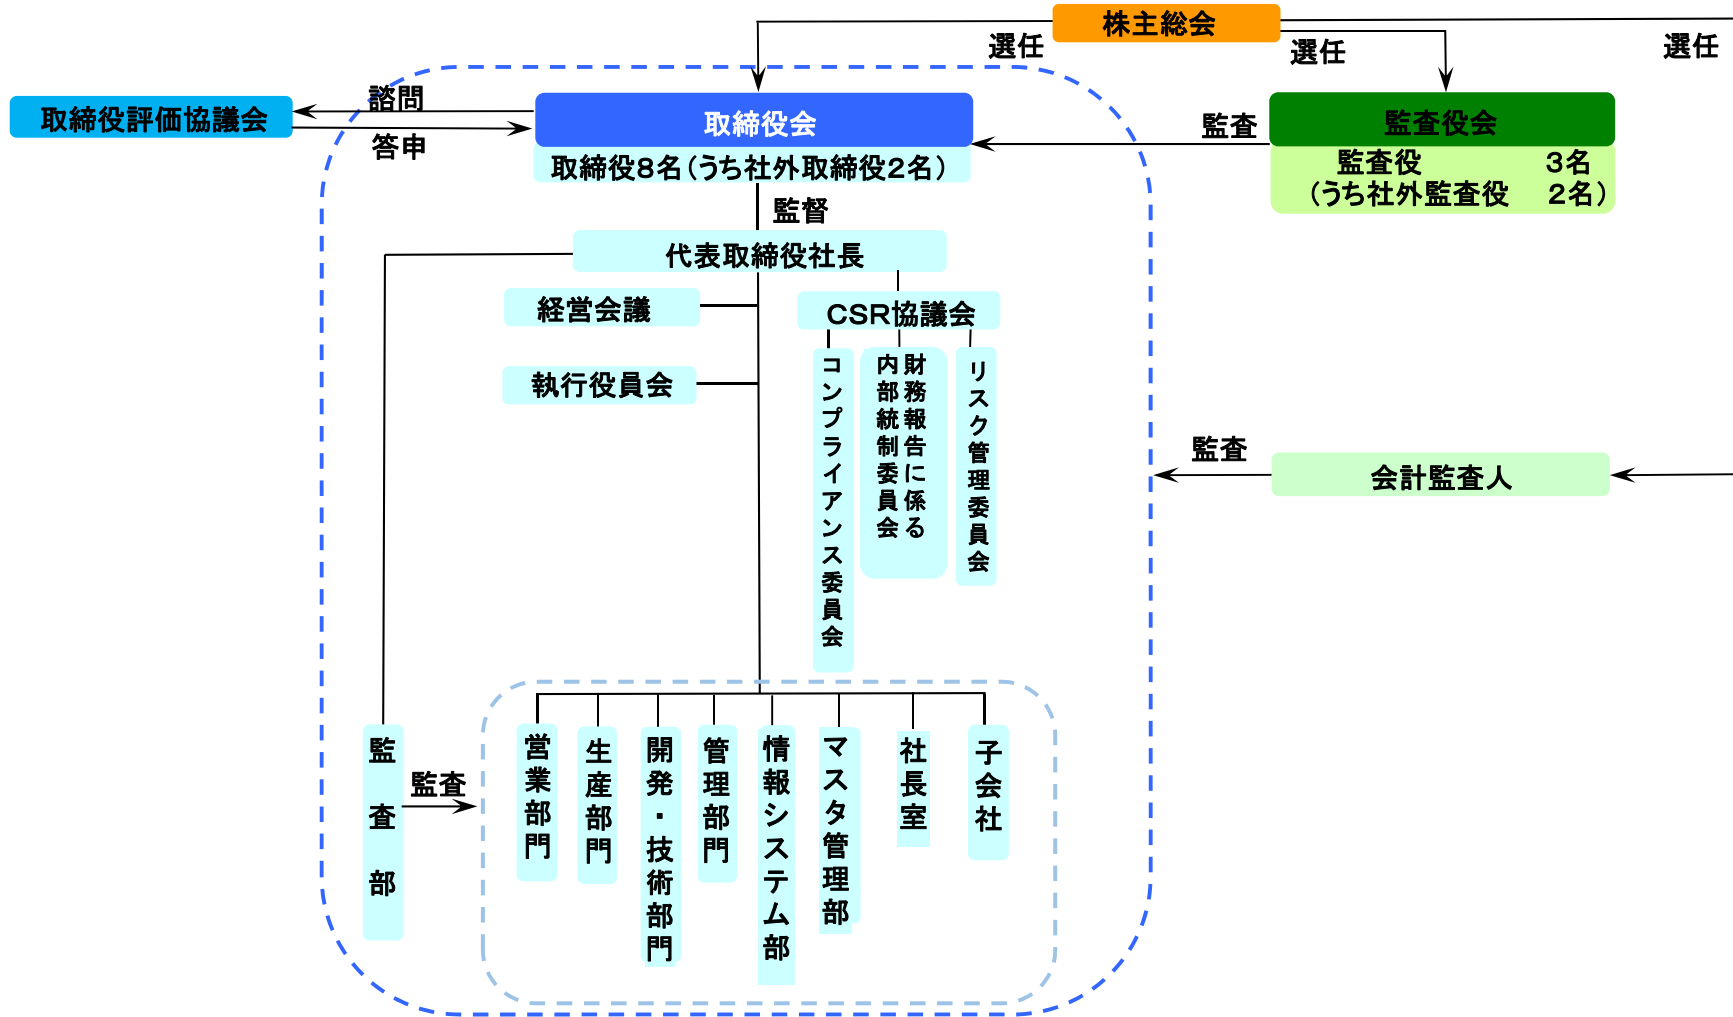 株主総会
選任
選任
選任
諮問
取締役評価協議会
答申
取締役会
監査
監査役会
取締役8名(うち社外取締役2名)
監査役　3名
(うち社外監査役　2名)
監督
代表取締役社長
経営会議
CSR協議会
執行役員会
コンプライアンス委員会
財務報告に係る
内部統制委員会
リスク管理委員会
監査
会計監査人
監査部
監査
営業部門
生産部門
開発・技術部門
管理部門
情報システム部
マスタ管理部
社長室
子会社